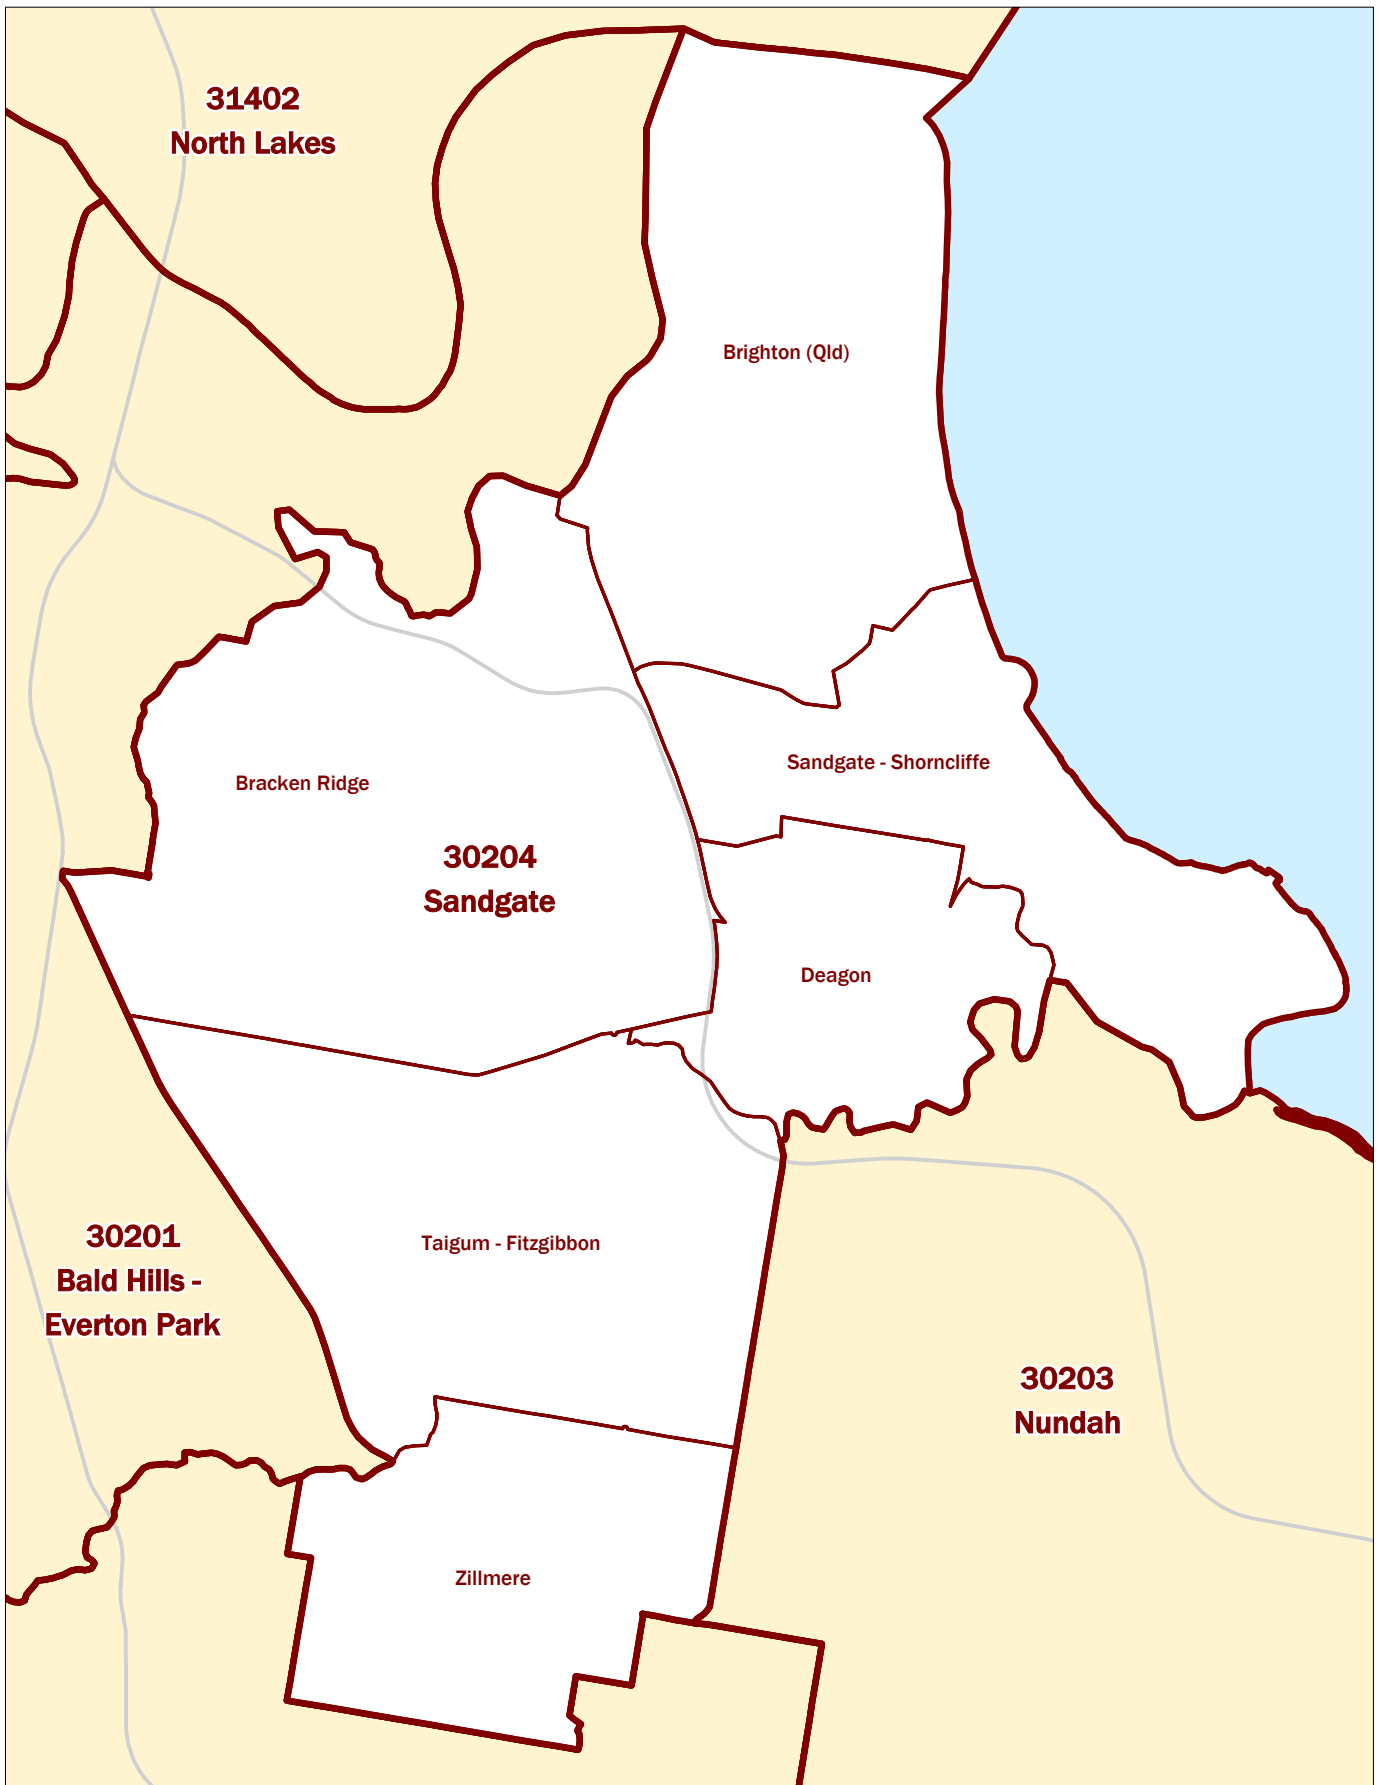 31402
North Lakes
Brighton (Qld)
Sandgate - Shorncliffe
Bracken Ridge
30204
Sandgate
Deagon
30201
Bald Hills -
Everton Park
Taigum - Fitzgibbon
30203
Nundah
Zillmere